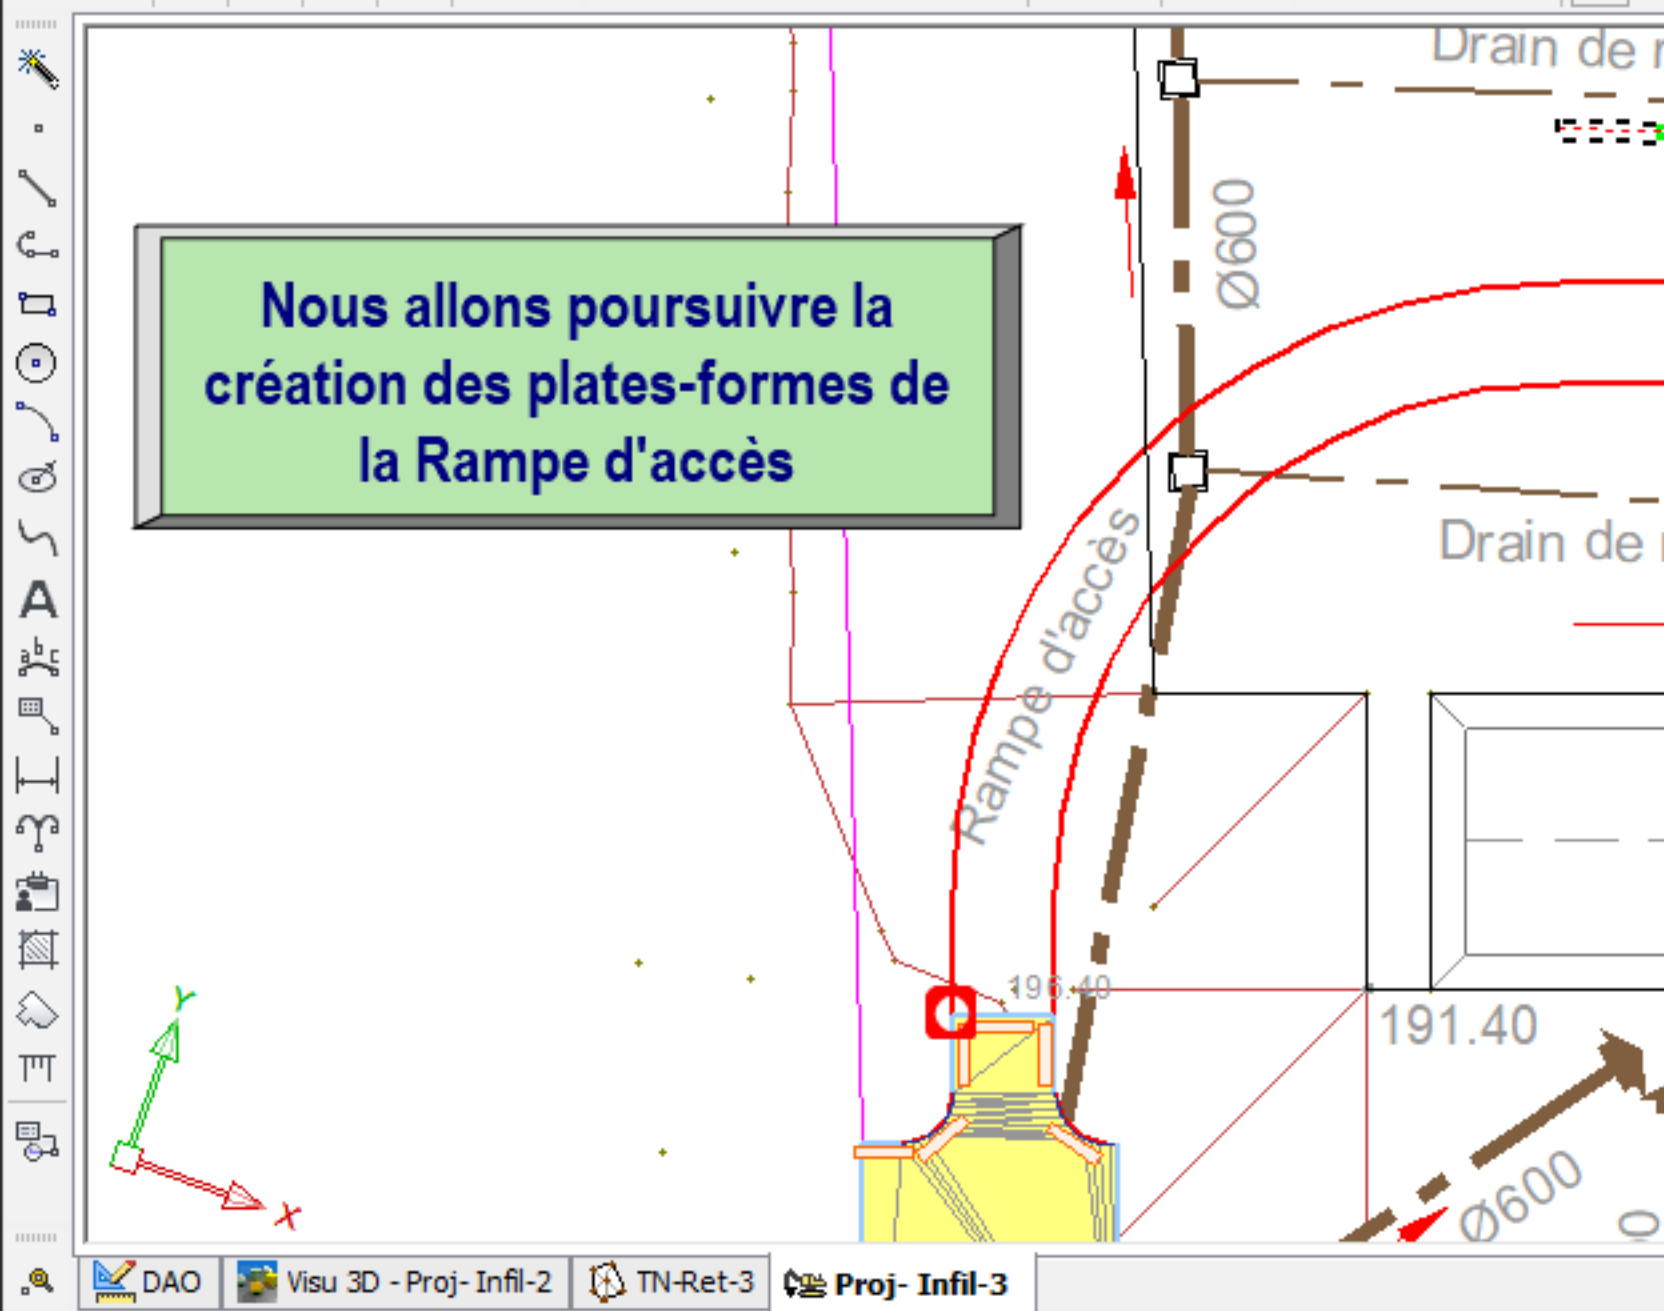 Drain de
Ø600
Nous allons poursuivre la
création des plates-formes de
la Rampe d'accès
Drain de
Rampe d'accès
A
abc
196.40
191.40
Y
X
Ø600
DAO
Visu 3D - Proj- Infil-2
TN-Ret-3
Proj- Infil-3